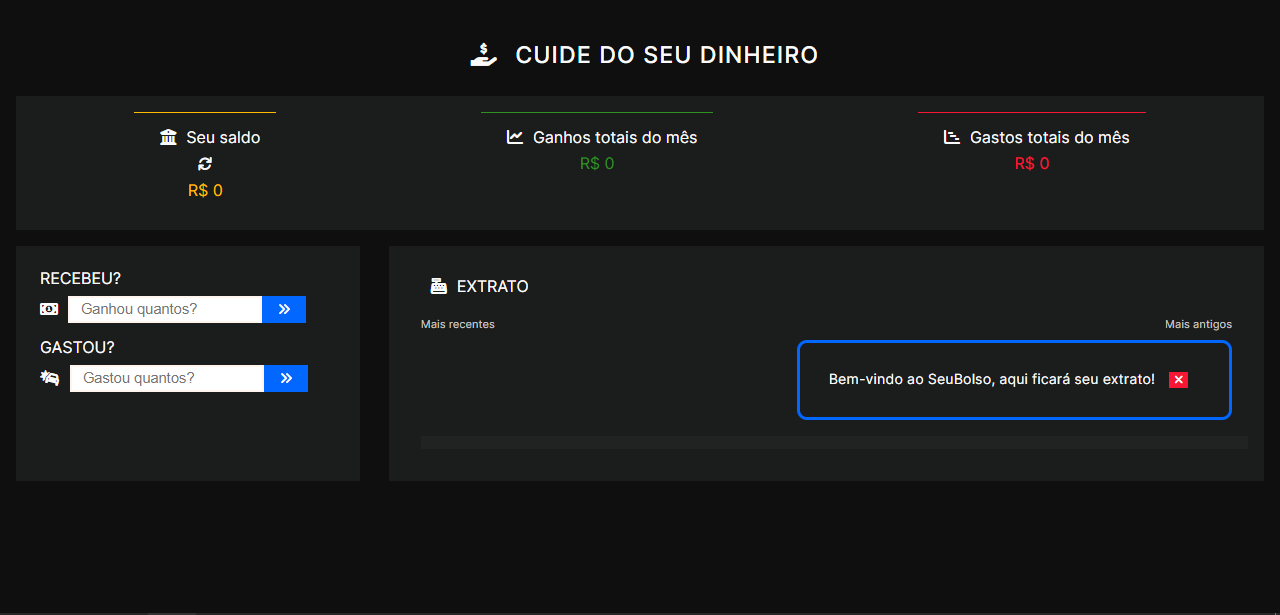 CUIDE DO SEU DINHEIRO
Seu saldo
R$ 0
Ganhos totais do mês
R$ 0
Gastos totais do mês
R$ 0
RECEBEU?
Ganhou quantos?
GASTOU?
Gastou quantos?
EXTRATO
Mais recentes
Mais antigos
Bem-vindo ao SeuBolso, aqui ficará seu extrato!